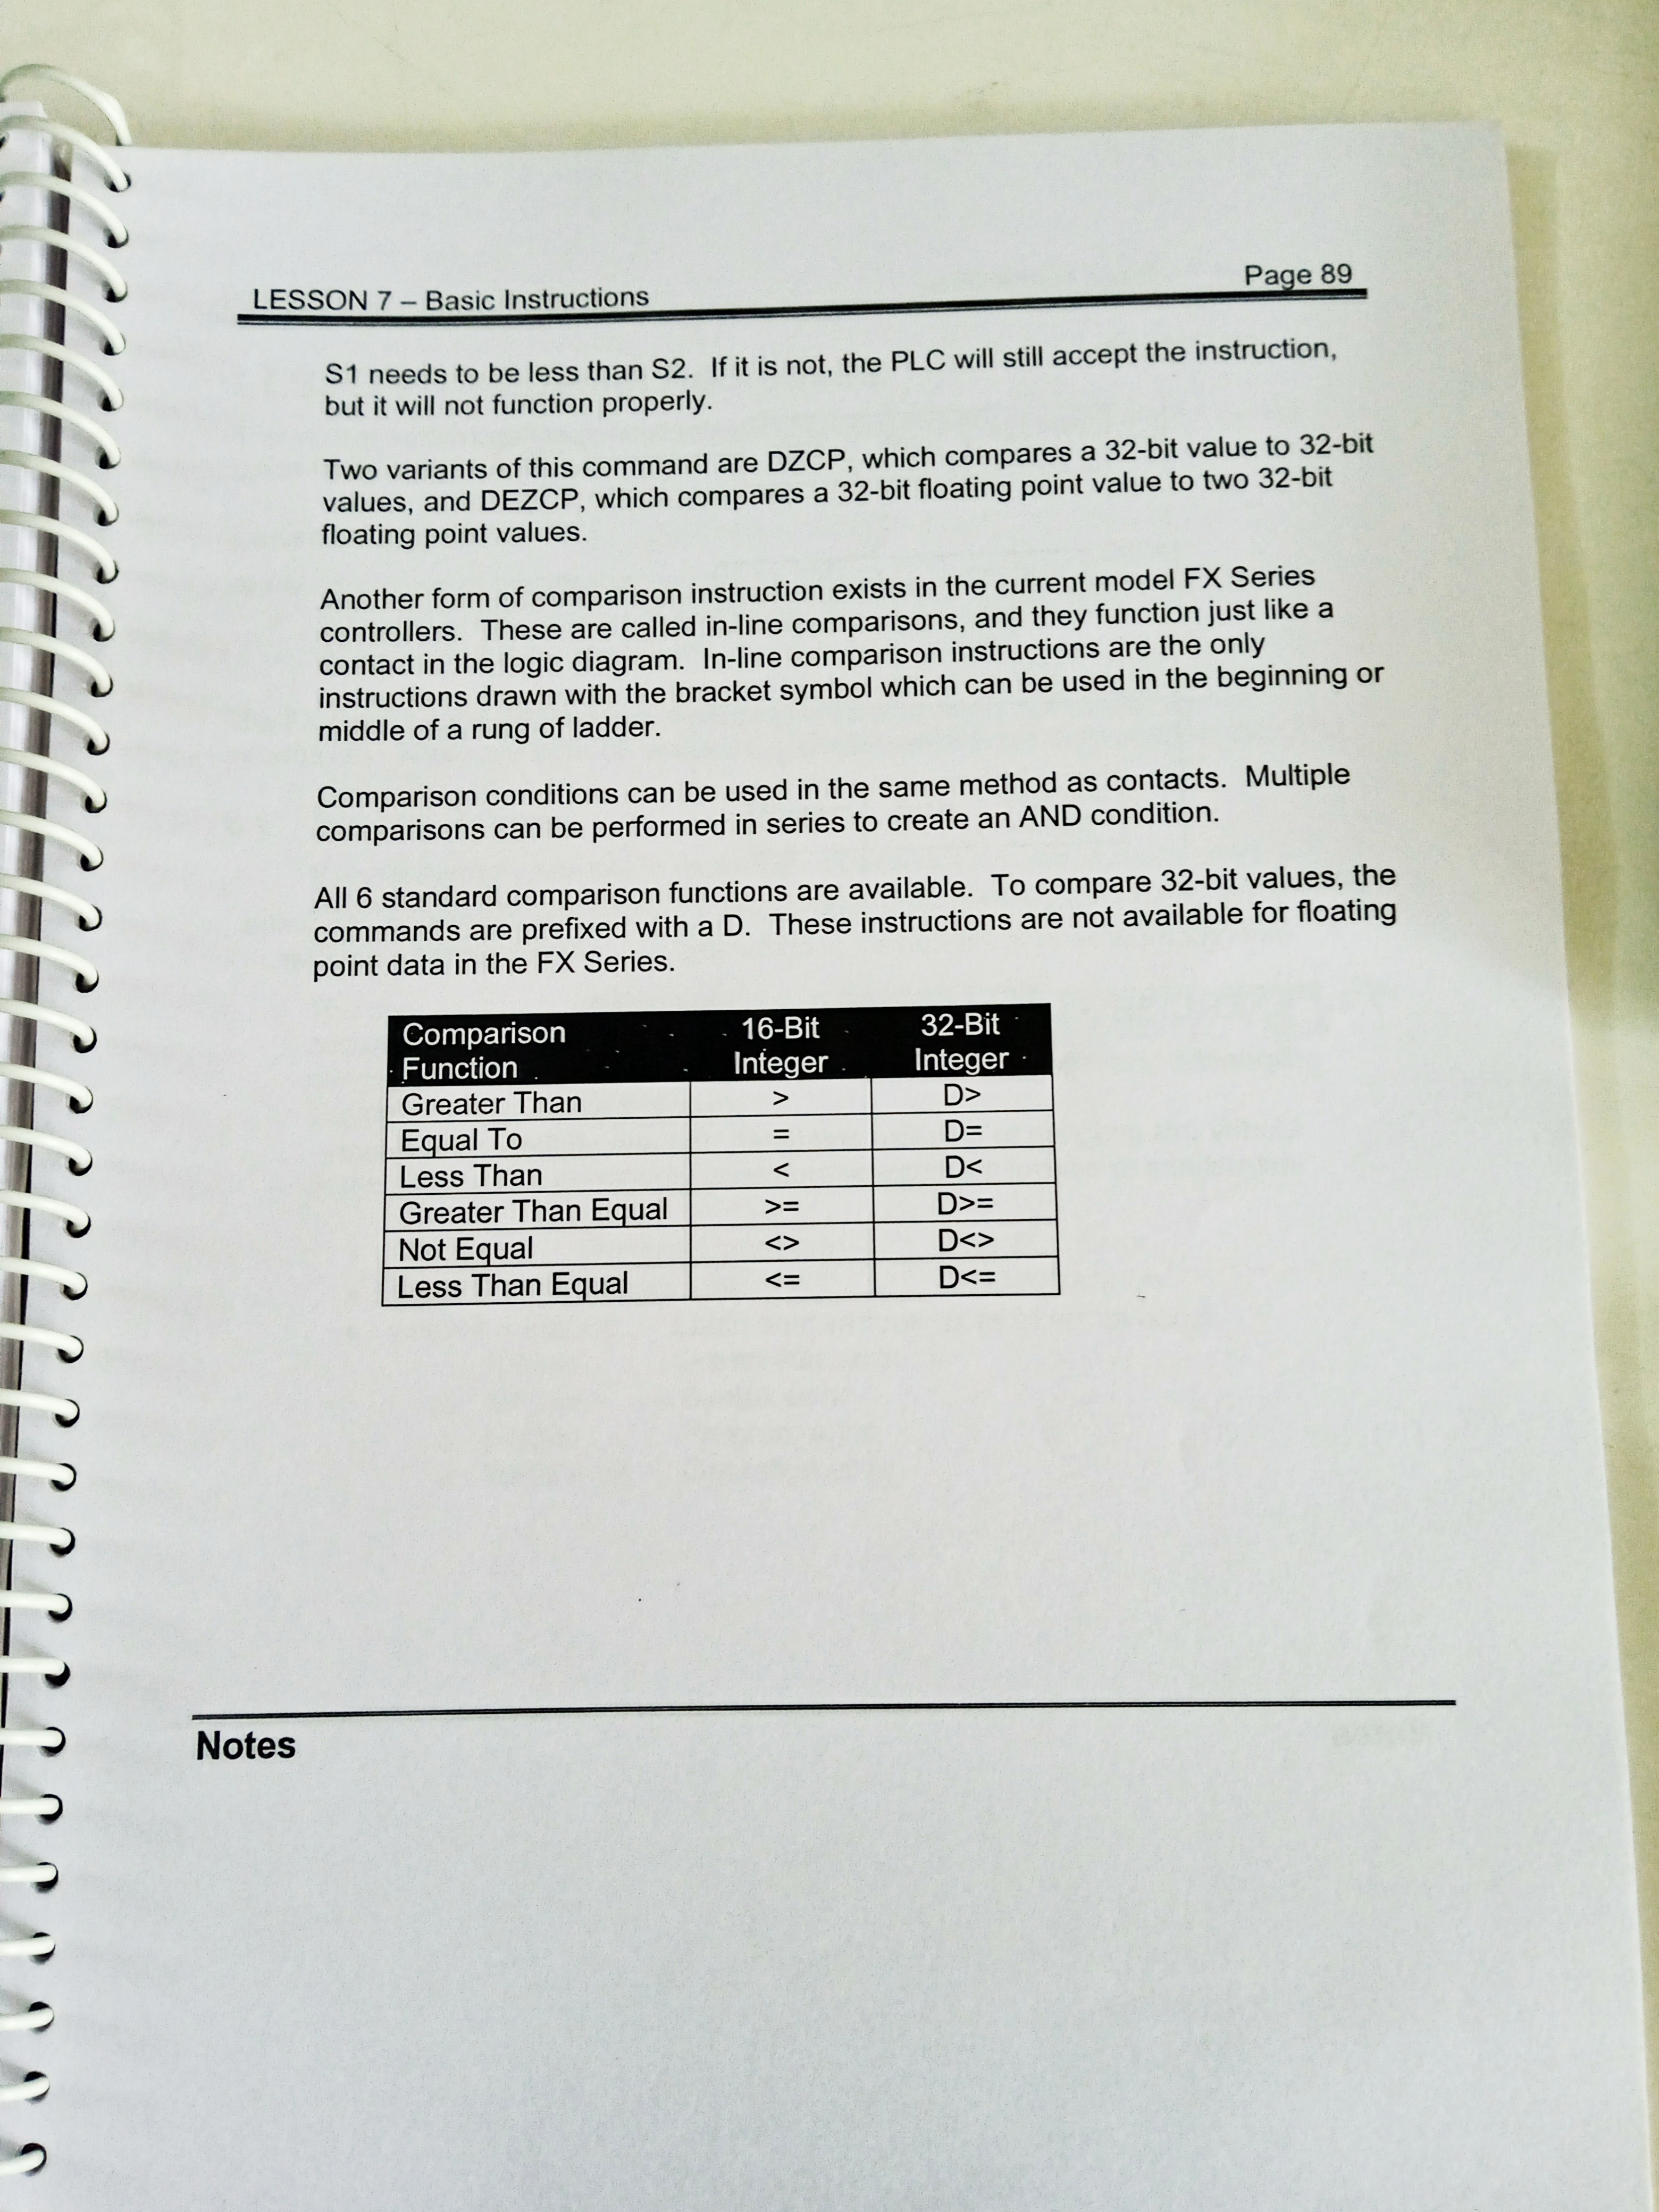 LESSON 7 – Basic Instructions Page 89
S1 needs to be less than S2. If it is not, the PLC will still accept the instruction,
but it will not function properly.
Two variants of this command are DZCP, which compares a 32-bit value to 32-bit
values, and DEZCP, which compares a 32-bit floating point value to two 32-bit
floating point values.
Another form of comparison instruction exists in the current model FX Series
controllers. These are called in-line comparisons, and they function just like a
contact in the logic diagram. In-line comparison instructions are the only
instructions drawn with the bracket symbol which can be used in the beginning or
middle of a rung of ladder.
Comparison conditions can be used in the same method as contacts. Multiple
comparisons can be performed in series to create an AND condition.
All 6 standard comparison functions are available. To compare 32-bit values, the
commands are prefixed with a D. These instructions are not available for floating
point data in the FX Series.
Comparison 16-Bit 32-Bit
Function Integer Integer
Greater Than > D>
Equal To = D=
Less Than < D<
Greater Than Equal >= D>=
Not Equal <> D<>
Less Than Equal <= D<=
Notes